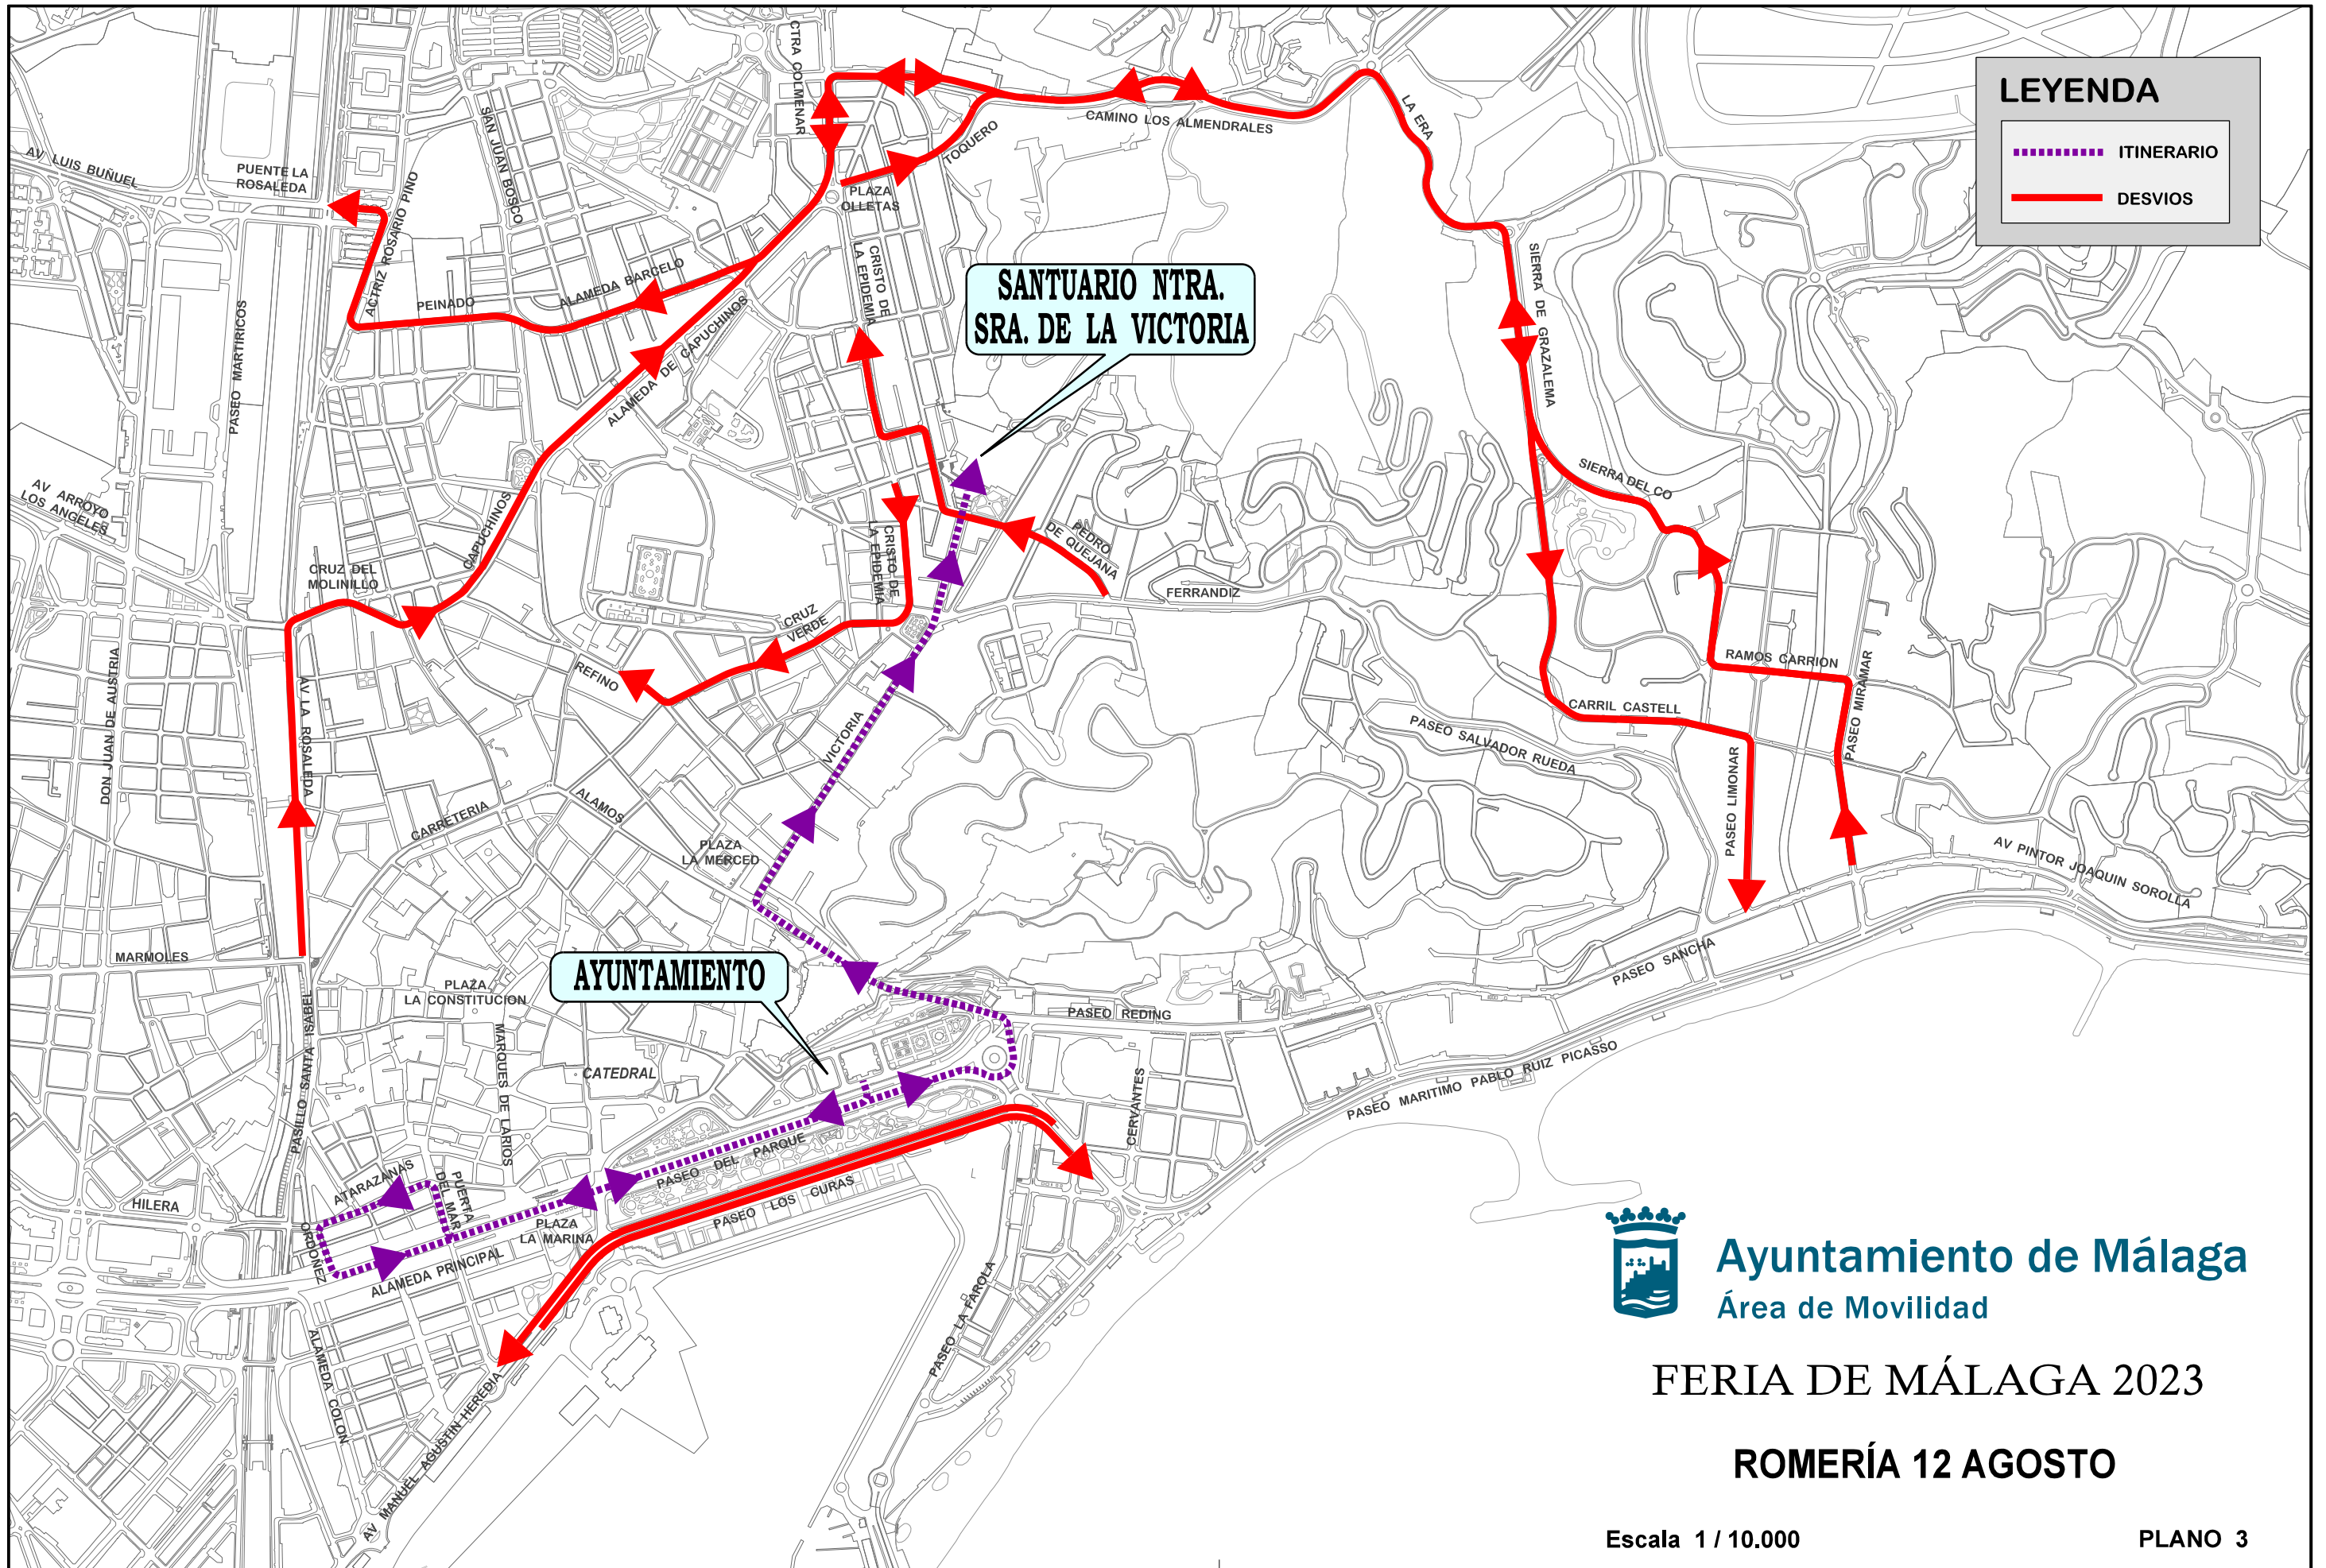 LEYENDA
ITINERARIO
DESVIOS
CTRA COLMENAR
SAN JUAN BOSCO
AV LUIS BUÑUEL
PUENTE LA
ROSALEDA
ACTRIZ ROSARIO PINO
PEINADO
ALAMEDA BARCELO
PASEO MARTIRICOS
TOQUERO
PLAZA
OLLETAS
CAMINO LOS ALMENDRALES
LA ERA
CRISTO DE
LA EPIDEMIA
SANTUARIO NTRA.
SRA. DE LA VICTORIA
SIERRA DE GRAZALEMA
SIERRA DEL CO
ALAMEDA DE CAPUCHINOS
AV ARROYO
LOS ANGELES
CAPUCHINOS
CRUZ DEL
MOLINILLO
CRISTO DE
LA EPIDEMIA
PEDRO
DE QUEJANA
FERRANDIZ
CRUZ
VERDE
REFINO
RAMOS CARRION
CARRIL CASTELL
PASEO MIRAMAR
PASEO SALVADOR RUEDA
PASEO LIMONAR
DON JUAN DE AUSTRIA
AV LA ROSALEDA
VICTORIA
CARRETERIA
ALAMOS
PLAZA
LA MERCED
AV PINTOR JOAQUIN SOROLLA
MARMOLES
PLAZA
LA CONSTITUCION
AYUNTAMIENTO
PASEO SANCHA
PASEO REDING
PASILLO SANTA ISABEL
MARQUES DE LARIOS
CATEDRAL
CERVANTES
PASEO MARITIMO PABLO RUIZ PICASSO
ATARAZANAS
PUERTA
DEL MAR
HILERA
ORDOÑEZ
PLAZA
LA MARINA
PASEO DEL PARQUE
PASEO LOS CURAS
ALAMEDA PRINCIPAL
ALAMEDA COLON
AV MANUEL AGUSTIN HEREDIA
PASEO LA FAROLA
Ayuntamiento de Málaga
Área de Movilidad
FERIA DE MÁLAGA 2023
ROMERÍA 12 AGOSTO
Escala 1 / 10.000
PLANO 3